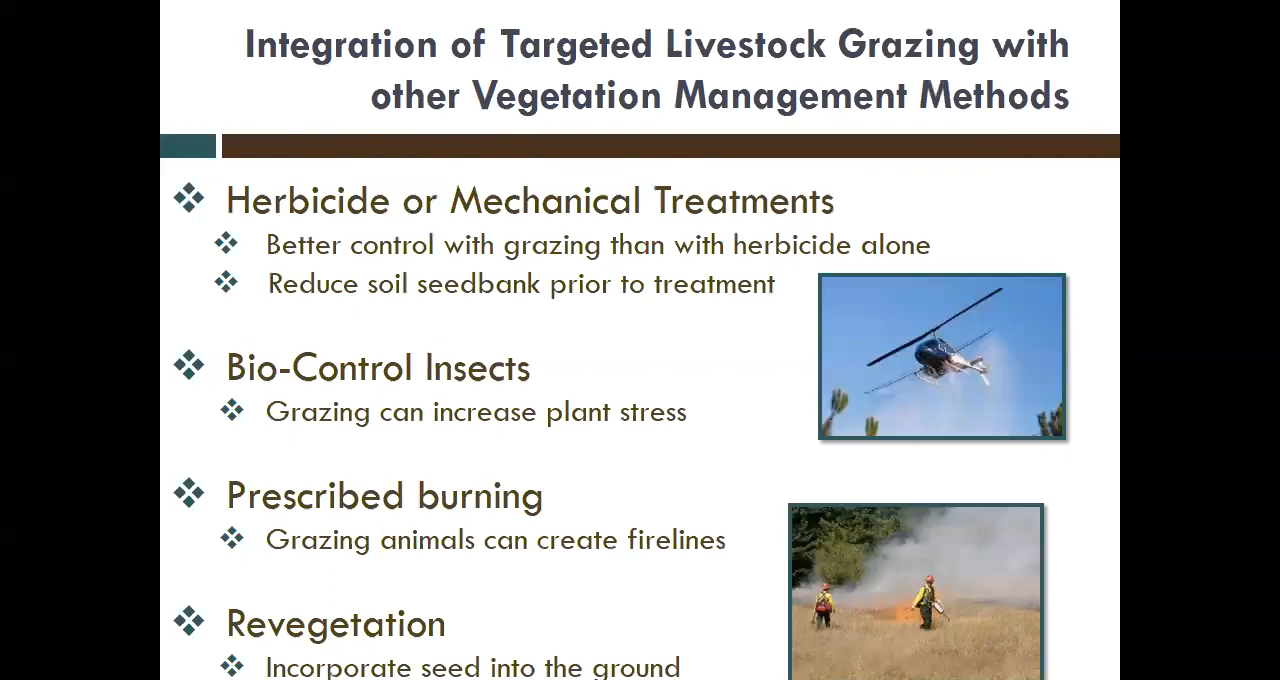 Integration of Targeted Livestock Grazing with
other Vegetation Management Methods
Herbicide or Mechanical Treatments
Better control with grazing than with herbicide alone
Reduce soil seedbank prior to treatment
Bio-Control Insects
Grazing can increase plant stress
Prescribed burning
Grazing animals can create firelines
Revegetation
Incorporate seed into the ground